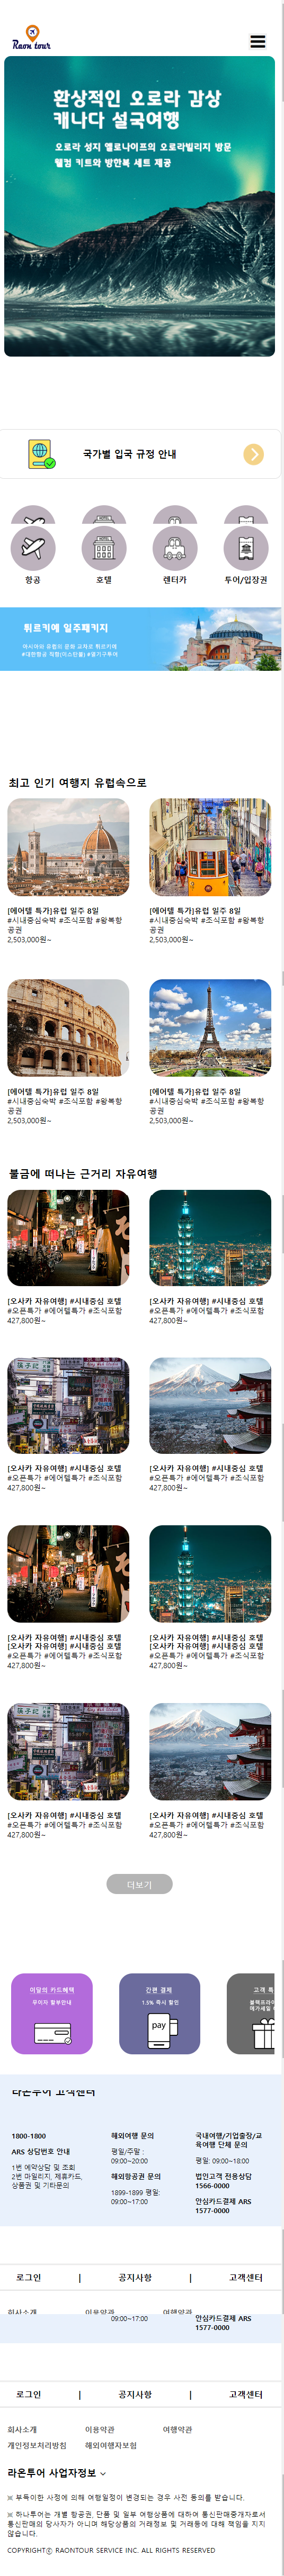 Raon tour
환상적인 오로라 감상
캐나다 설국여행
오로라 성지 옐로나이프의 오로라빌리지 방문
웰컴 키트와 방한복 세트 제공
국가별 입국 규정 안내
항공 호텔 렌터카 투어/입장권
튀르키예 일주패키지
아시아와 유럽의 문화 교차로 튀르키예
#대한항공 직항(이스탄불) #열기구투어
최고 인기 여행지 유럽속으로
[에어텔 특가]유럽 일주 8일 [에어텔 특가]유럽 일주 8일
#시내중심숙박 #조식포함 #왕복항 #시내중심숙박 #조식포함 #왕복항
공권 공권
2,503,000원~ 2,503,000원~
[에어텔 특가]유럽 일주 8일 [에어텔 특가]유럽 일주 8일
#시내중심숙박 #조식포함 #왕복항 #시내중심숙박 #조식포함 #왕복항
공권 공권
2,503,000원~ 2,503,000원~
불금에 떠나는 근거리 자유여행
[오사카 자유여행] #시내중심 호텔 [오사카 자유여행] #시내중심 호텔
#오픈특가 #에어텔특가 #조식포함 #오픈특가 #에어텔특가 #조식포함
427,800원~ 427,800원~
[오사카 자유여행] #시내중심 호텔 [오사카 자유여행] #시내중심 호텔
#오픈특가 #에어텔특가 #조식포함 #오픈특가 #에어텔특가 #조식포함
427,800원~ 427,800원~
[오사카 자유여행] #시내중심 호텔 [오사카 자유여행] #시내중심 호텔
[오사카 자유여행] #시내중심 호텔 [오사카 자유여행] #시내중심 호텔
#오픈특가 #에어텔특가 #조식포함 #오픈특가 #에어텔특가 #조식포함
427,800원~ 427,800원~
[오사카 자유여행] #시내중심 호텔 [오사카 자유여행] #시내중심 호텔
#오픈특가 #에어텔특가 #조식포함 #오픈특가 #에어텔특가 #조식포함
427,800원~ 427,800원~
더보기
이달의 카드혜택 간편 결제 고객 특
무이자 할부안내 1.5% 즉시 할인 블랙프라이
메가세일
pay
라온투어 고객센터
1800-1800
ARS 상담번호 안내
1번 예약상담 및 조회
2번 마일리지, 제휴카드,
상품권 및 기타문의
해외여행 문의
평일/주말 :
09:00~20:00
해외항공권 문의
1899-1899 평일:
09:00~17:00
국내여행/기업출장/교
육여행 단체 문의
평일: 09:00~18:00
법인고객 전용상담
1566-0000
안심카드결제 ARS
1577-0000
로그인 | 공지사항 | 고객센터
회사소개 이용약관 여행약관
09:00~17:00 안심카드결제 ARS
1577-0000
로그인 | 공지사항 | 고객센터
회사소개 이용약관 여행약관
개인정보처리방침 해외여행자보험
라온투어 사업자정보
※ 부득이한 사정에 의해 여행일정이 변경되는 경우 사전 동의를 받습니다.
※ 하나투어는 개별 항공권, 단품 및 일부 여행상품에 대하여 통신판매중개자로서
통신판매의 당사자가 아니며 해당상품의 거래정보 및 거래등에 대해 책임을 지지
않습니다.
COPYRIGHTⓒ RAONTOUR SERVICE INC. ALL RIGHTS RESERVED